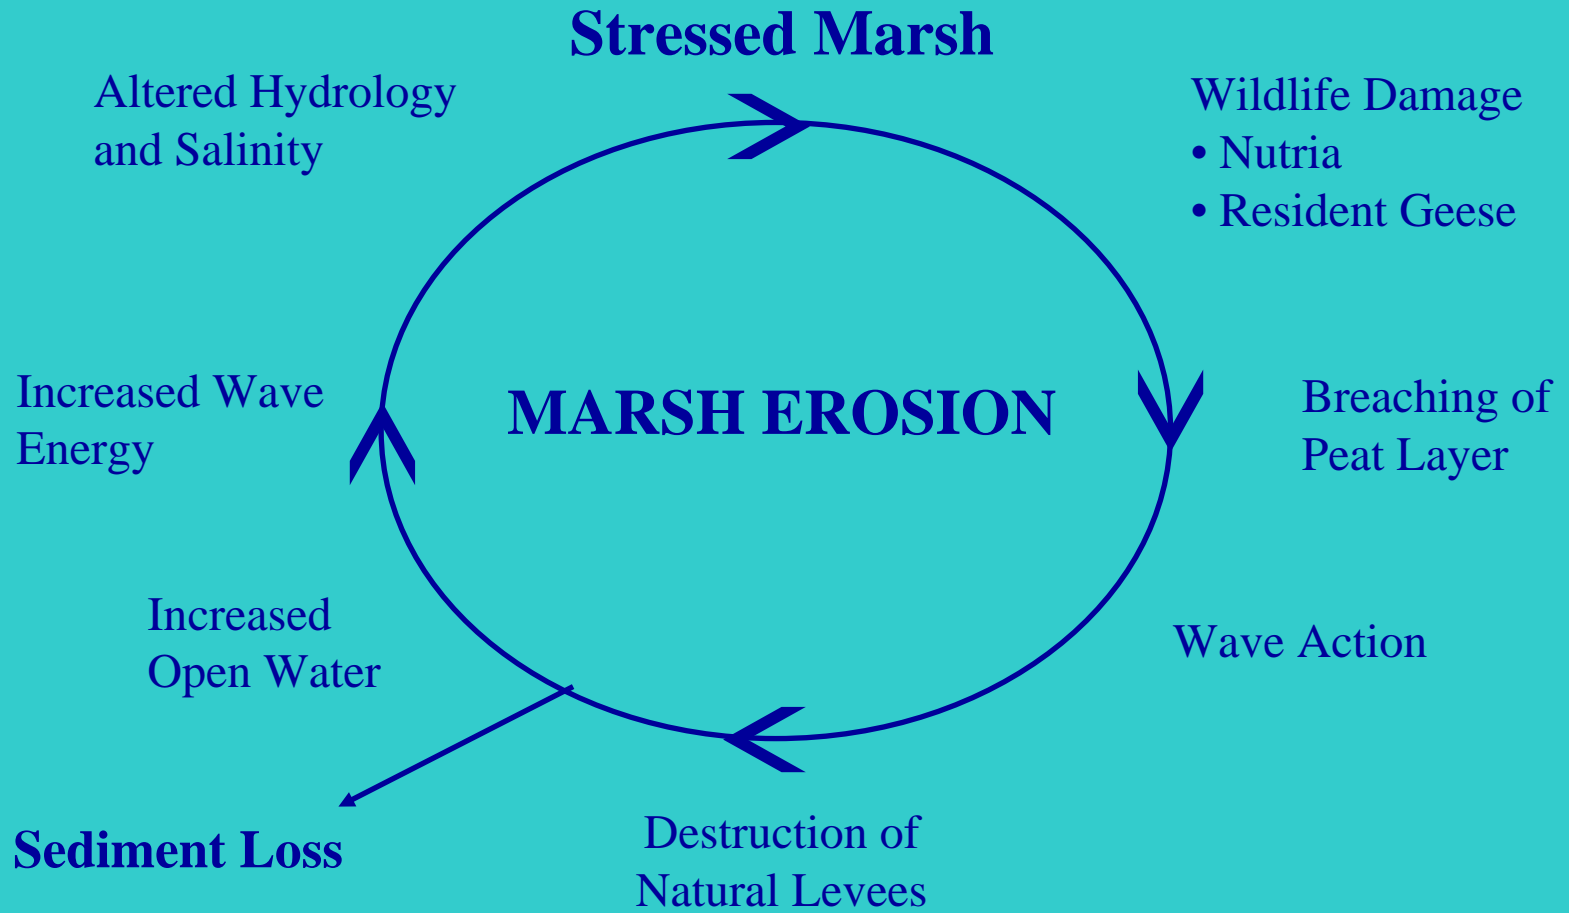 Stressed Marsh
Altered Hydrology
and Salinity
Wildlife Damage
• Nutria
• Resident Geese
Increased Wave
Energy
MARSH EROSION
Breaching of
Peat Layer
Increased
Open Water
Wave Action
Sediment Loss
Destruction of
Natural Levees